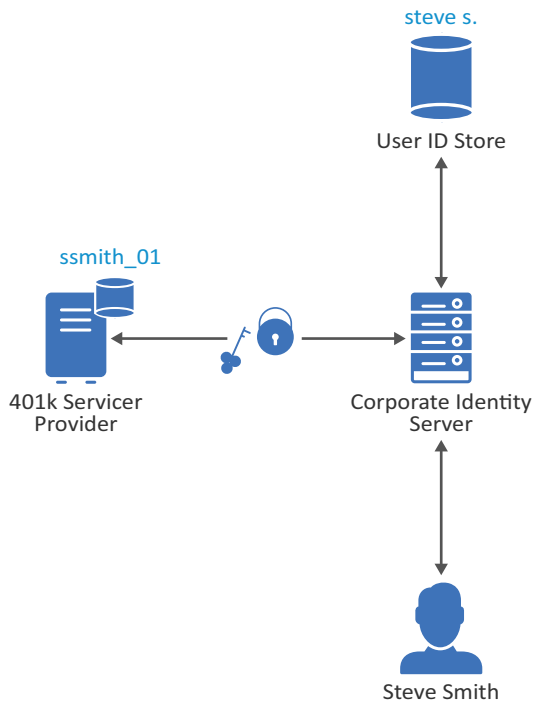 steve s.
User ID Store
ssmith_01
401k Servicer
Provider
Corporate Identity
Server
Steve Smith